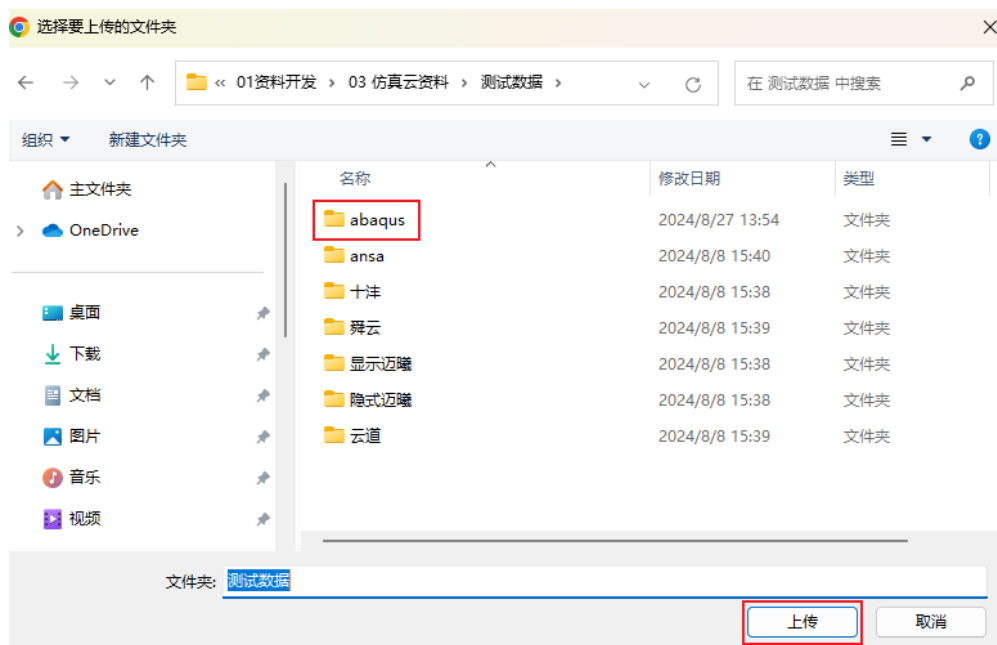 选择要上传的文件夹
« 01资料开发 › 03 仿真云资料 › 测试数据 ›
在 测试数据 中搜索
组织 新建文件夹
主文件夹
OneDrive
桌面
下载
文档
图片
音乐
视频
名称 修改日期 类型
abaqus 2024/8/27 13:54 文件夹
ansa 2024/8/8 15:40 文件夹
十沣 2024/8/8 15:38 文件夹
舜云 2024/8/8 15:39 文件夹
显示迈曦 2024/8/8 15:38 文件夹
隐式迈曦 2024/8/8 15:38 文件夹
云道 2024/8/8 15:39 文件夹
文件夹: 测试数据
上传 取消